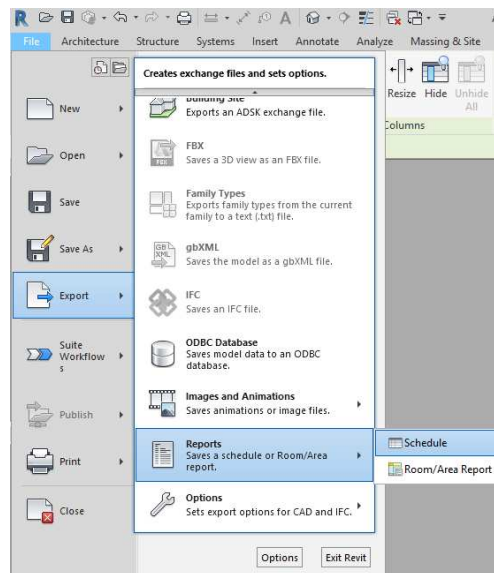 R
A
File Architecture Structure Systems Insert Annotate Analyze Massing & Site
Resize Hide Unhide
All
Columns
Creates exchange files and sets options.
New
Open
Save
Save As
Export
Suite
Workflow
s
Publish
Print
Close
Building Site
Exports an ADSK exchange file.
FBX
Saves a 3D view as an FBX file.
Family Types
Exports family types from the current
family to a text (.txt) file.
gbXML
Saves the model as a gbXML file.
IFC
Saves an IFC file.
ODBC Database
Saves model data to an ODBC
database.
Images and Animations
Saves animations or image files.
Reports
Saves a schedule or Room/Area
report.
Options
Sets export options for CAD and IFC.
Schedule
Room/Area Report
Options Exit Revit